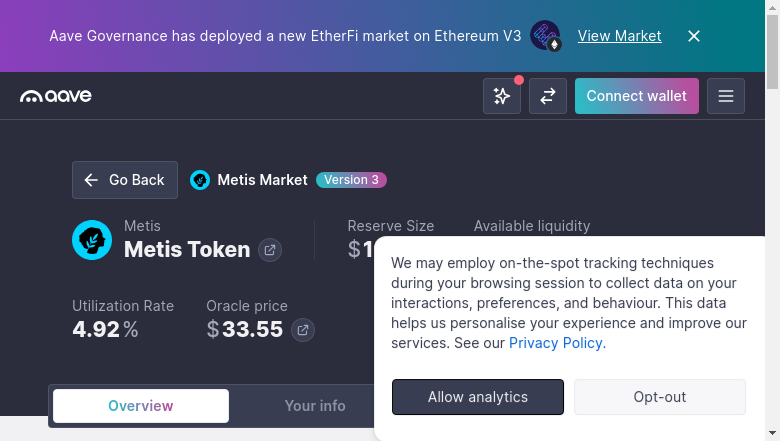 Aave Governance has deployed a new EtherFi market on Ethereum V3 View Market
aave
Connect wallet
Go Back
Metis Market
Version 3
Metis
Metis Token
Reserve Size
Available liquidity
Utilization Rate
4.92%
Oracle price
$33.55
We may employ on-the-spot tracking techniques
during your browsing session to collect data on your
interactions, preferences, and behaviour. This data
helps us personalise your experience and improve our
services. See our Privacy Policy.
Allow analytics
Opt-out
Overview
Your info